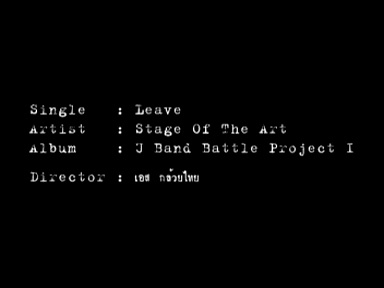 Single : Leave
Artist : Stage Of The Art
Album : J Band Battle Project I
Director : เอส กล้วยไทย